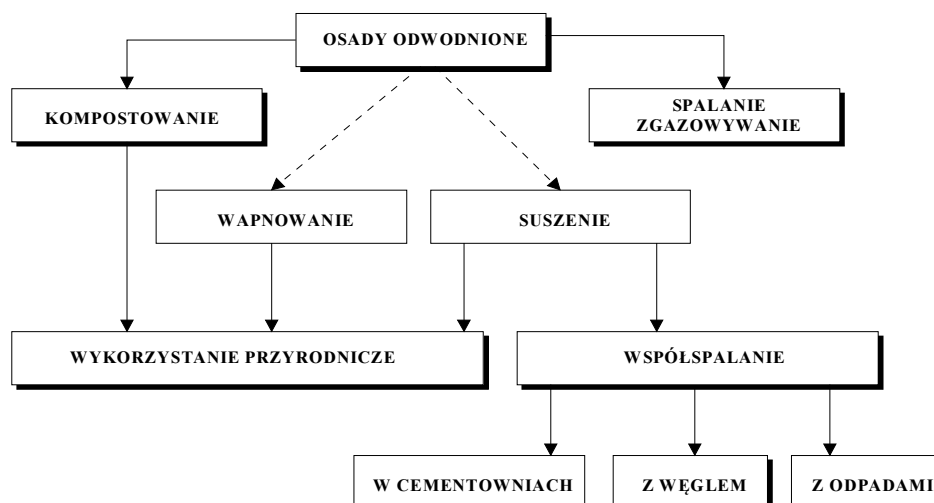 OSADY ODWODNIONE
KOMPOSTOWANIE
SPALANIE
ZGAZOWYWANIE
WAPNOWANIE
SUSZENIE
WYKORZYSTANIE PRZYRODNICZE
WSPÓŁSPALANIE
W CEMENTOWNIACH
Z WĘGLEM
Z ODPADAMI